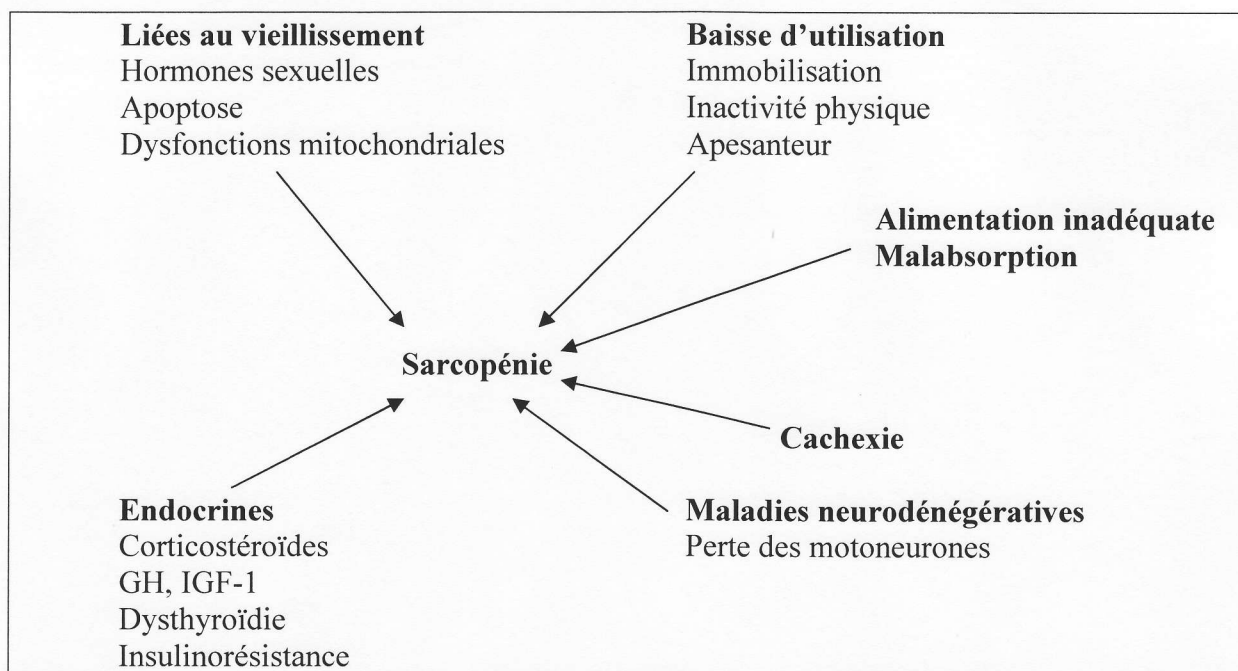 Liées au vieillissement
Hormones sexuelles
Apoptose
Dysfonctions mitochondriales
Baisse d’utilisation
Immobilisation
Inactivité physique
Apesanteur
Alimentation inadéquate
Malabsorption
Sarcopénie
Cachexie
Endocrines
Corticostéroïdes
GH, IGF-1
Dysthyroïdie
Insulinorésistance
Maladies neurodénégératives
Perte des motoneurones